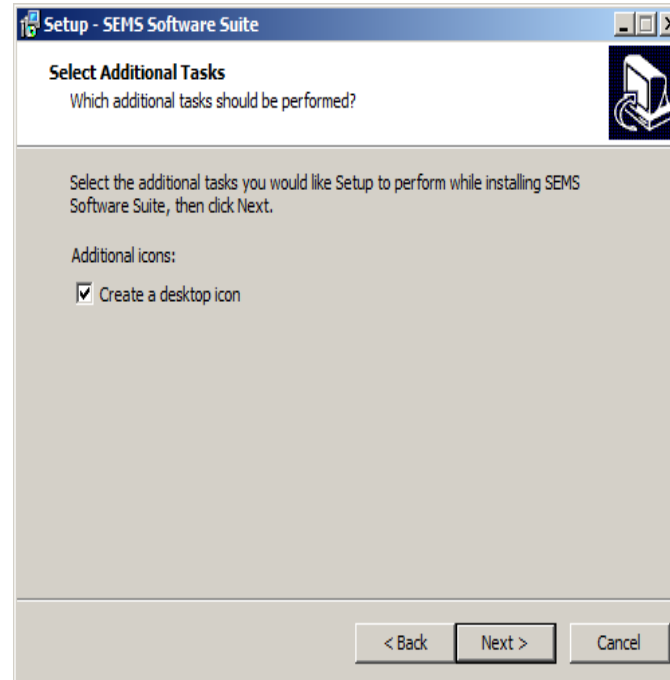 Setup - SEMS Software Suite
Select Additional Tasks
Which additional tasks should be performed?
Select the additional tasks you would like Setup to perform while installing SEMS
Software Suite, then click Next.
Additional icons:
Create a desktop icon
< Back Next > Cancel